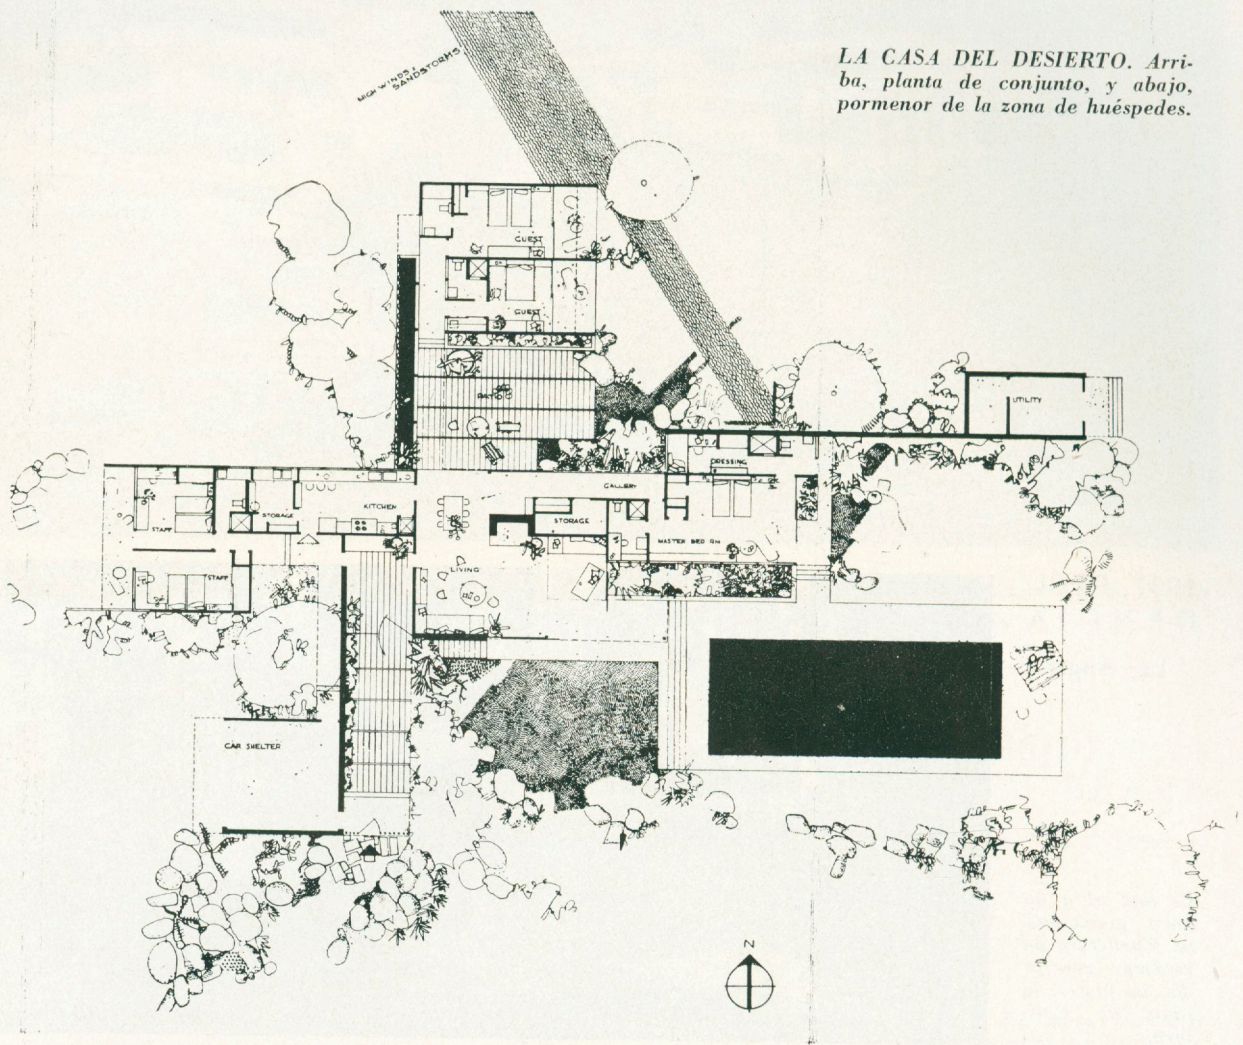 LA CASA DEL DESIERTO. Arri-
ba, planta de conjunto, y abajo,
pormenor de la zona de huéspedes.
HIGH WINDS &
SANDSTORMS
GUEST
GUEST
PATIO
UTILITY
DRESSING
GALLERY
KITCHEN
STORAGE
STORAGE
STAFF
MASTER BED RM
LIVING
STAFF
CAR SHELTER
N